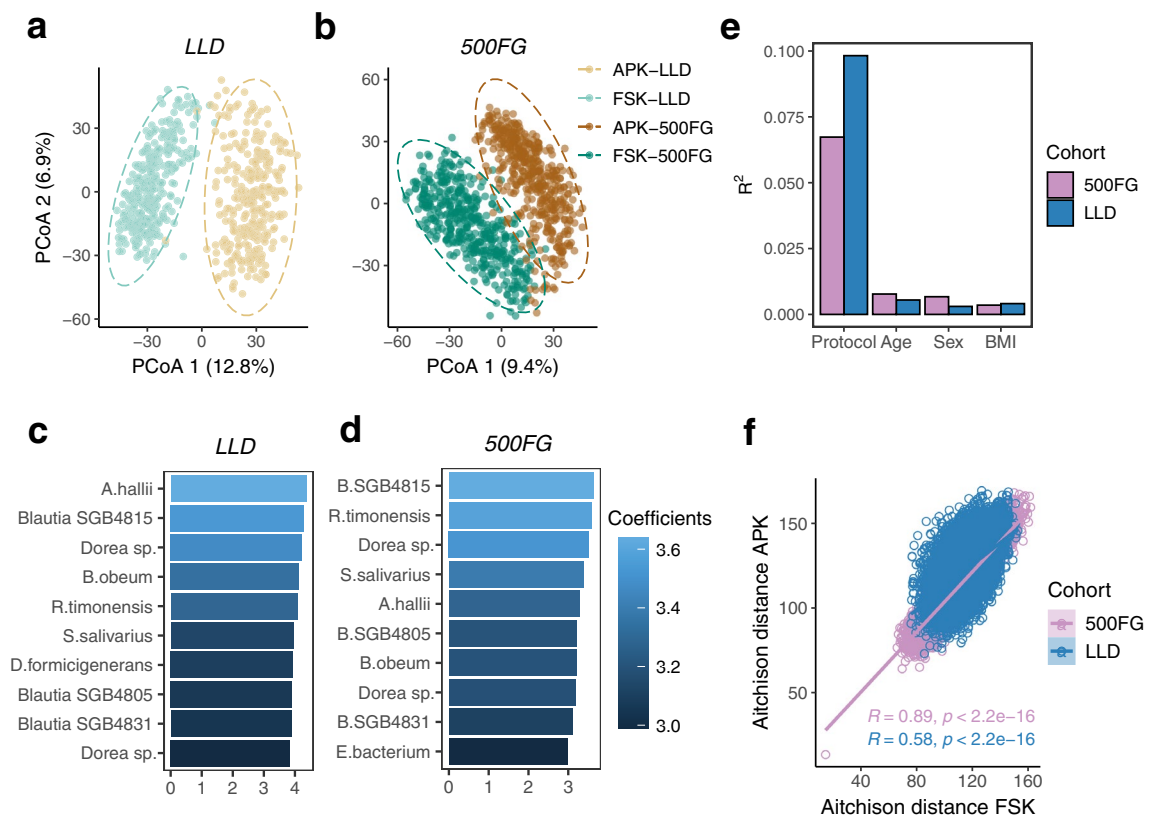 a
LLD
PCoA 2 (6.9%)
30
0
−30
−60
−30
0
30
PCoA 1 (12.8%)
b
500FG
60
30
0
−30
−60
−30
0
30
PCoA 1 (9.4%)
APK−LLD
FSK−LLD
APK−500FG
FSK−500FG
e
R2
0.100
0.075
0.050
0.025
0.000
Protocol
Age
Sex
BMI
Cohort
500FG
LLD
c
LLD
A.hallii
Blautia SGB4815
Dorea sp.
B.obeum
R.timonensis
S.salivarius
D.formicigenerans
Blautia SGB4805
Blautia SGB4831
Dorea sp.
0
1
2
3
4
d
500FG
B.SGB4815
R.timonensis
Dorea sp.
S.salivarius
A.hallii
B.SGB4805
B.obeum
Dorea sp.
B.SGB4831
E.bacterium
0
1
2
3
Coefficients
3.6
3.4
3.2
3.0
f
Aitchison distance APK
150
100
50
R = 0.89, p < 2.2e−16
R = 0.58, p < 2.2e−16
40
80
120
160
Aitchison distance FSK
Cohort
a
500FG
a
LLD